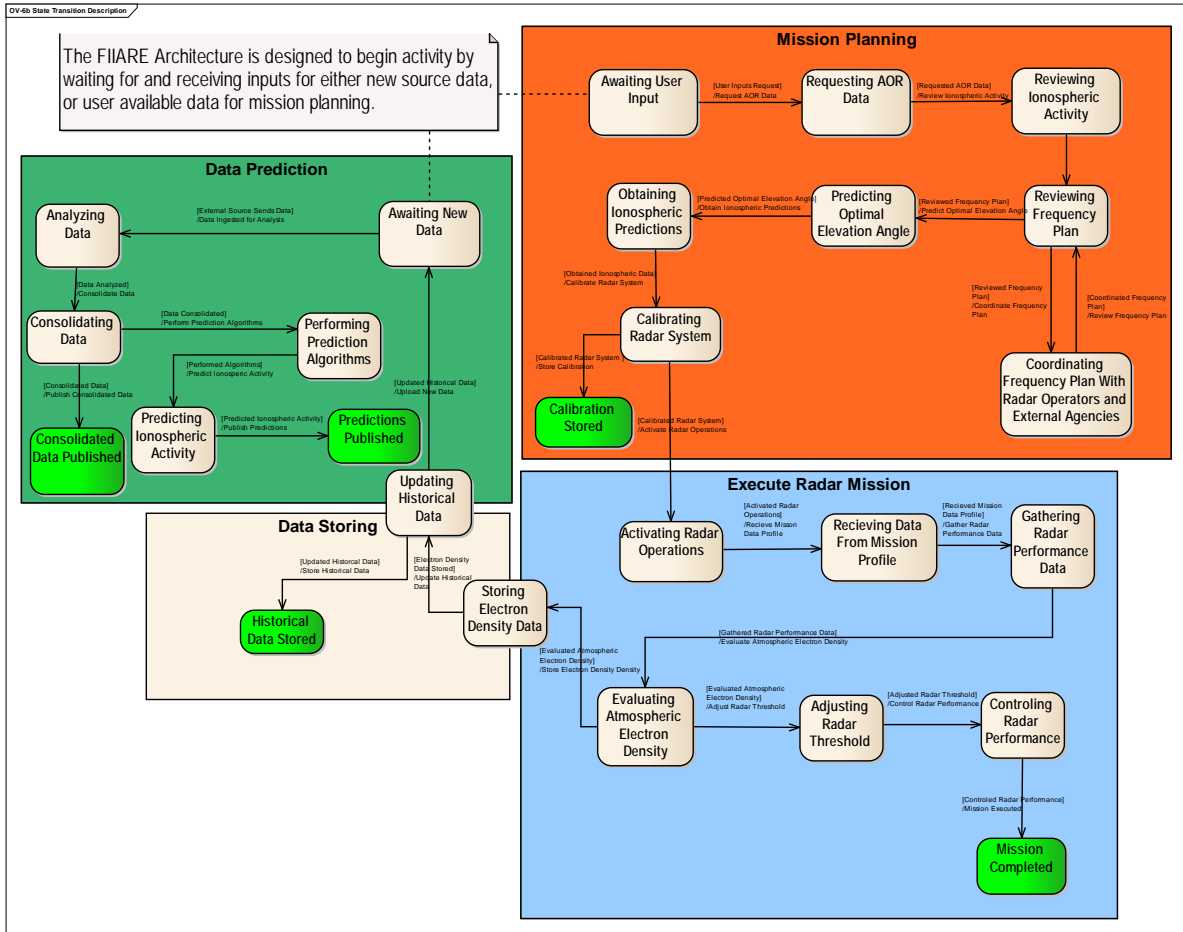 OV-6b State Transition Description
The FIIARE Architecture is designed to begin activity by
waiting for and receiving inputs for either new source data,
or user available data for mission planning.
Mission Planning
Awaiting User
Input
[User Inputs Request]
/Request AOR Data
Requesting AOR
Data
[Requested AOR Data]
/Review Ionospheric Activity
Reviewing
Ionospheric
Activity
Obtaining
Ionospheric
Predictions
[Predicted Optimal Elevation Angle]
/Obtain Ionospheric Predictions
Predicting
Optimal
Elevation Angle
[Reviewed Frequency Plan]
/Predict Optimal Elevation Angle
Reviewing
Frequency
Plan
[Obtained Ionospheric Data]
/Calibrate Radar System
[Reviewed Frequency
Plan]
/Coordinate Frequency
Plan
[Coordinated Frequency
Plan]
/Review Frequency Plan
Calibrating
Radar System
[Calibrated Radar System ]
/Store Calibration
Coordinating
Frequency Plan With
Radar Operators and
External Agencies
Calibration
Stored
[Calibrated Radar System]
/Activate Radar Operations
Data Prediction
Analyzing
Data
[External Source Sends Data]
/Data Ingested for Analysis
Awaiting New
Data
[Data Analyzed]
/Consolidate Data
Consolidating
Data
[Data Consolidated]
/Perform Prediction Algorithms
Performing
Prediction
Algorithms
[Performed Algorithms]
/Predict Ionosperic Activity
[Updated Historical Data]
/Upload New Data
[Consolidated Data]
/Publish Consolidated Data
Consolidated
Data Published
Predicting
Ionospheric
Activity
[Predicted Ionospheric Activity]
/Publish Predictions
Predictions
Published
Updating
Historical
Data
Data Storing
[Updated Historcal Data]
/Store Historical Data
[Electron Density
Data Stored]
/Update Historical
Data
Historical
Data Stored
Storing
Electron
Density Data
Execute Radar Mission
Activating Radar
Operations
[Activated Radar
Operations]
/Recieve Misson
Data Profile
Recieving Data
From Mission
Profile
[Recieved Mission
Data Profile]
/Gather Radar
Performance Data
Gathering
Radar
Performance
Data
[Gathered Radar Performance Data]
/Evaluate Atmospheric Electron Density
[Evaluated Atmospheric
Electron Density]
/Store Electron Density Density
Evaluating
Atmospheric
Electron
Density
[Evaluated Atmospheric
Electron Density]
/Adjust Radar Threshold
Adjusting
Radar
Threshold
[Adjusted Radar Threshold]
/Control Radar Performance
Controling
Radar
Performance
[Controled Radar Performance]
/Mission Executed
Mission
Completed